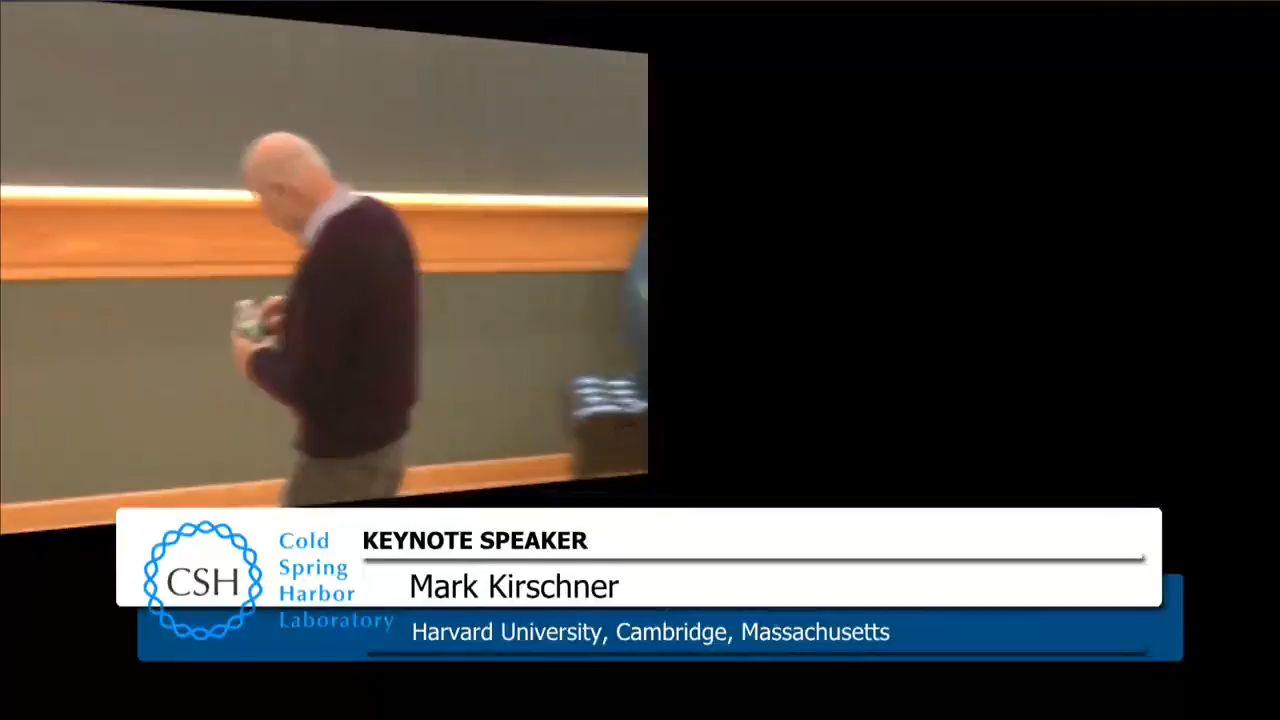 KEYNOTE SPEAKER
Mark Kirschner
Harvard University, Cambridge, Massachusetts
CSH
Cold
Spring
Harbor
Laboratory